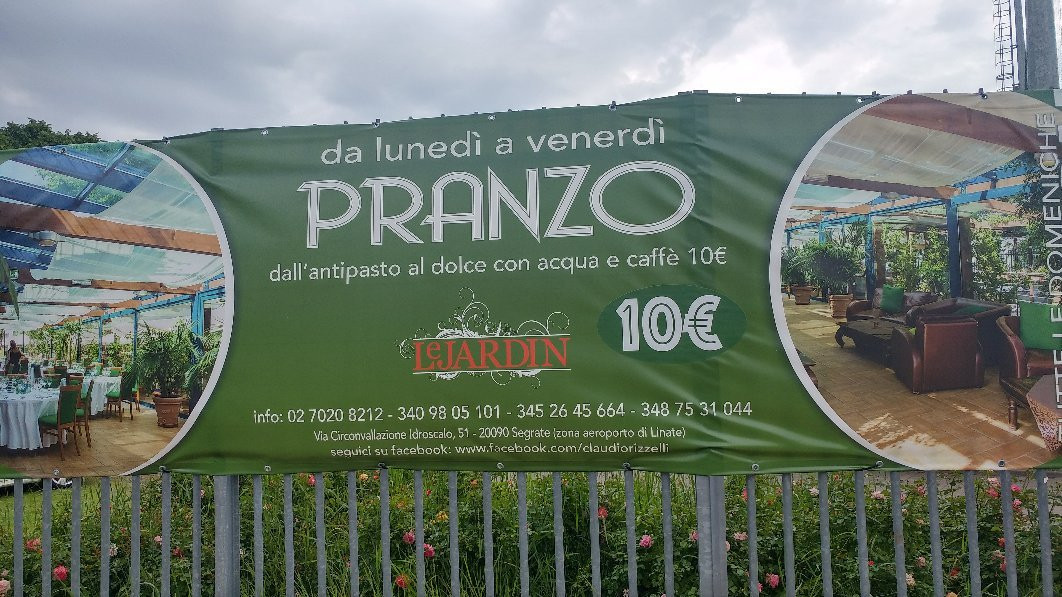 da lunedì a venerdì
PRANZO
dall'antipasto al dolce con acqua e caffè 10€
10€
Le JARDIN
info: 02 7020 8212 - 340 98 05 101 - 345 26 45 664 - 348 75 31 044
Via Circonvallazione Idroscalo, 51 - 20090 Segrate (zona aeroporto di Linate)
seguici su facebook: www.facebook.com/claudiorizzelli
LE DOMENICHE